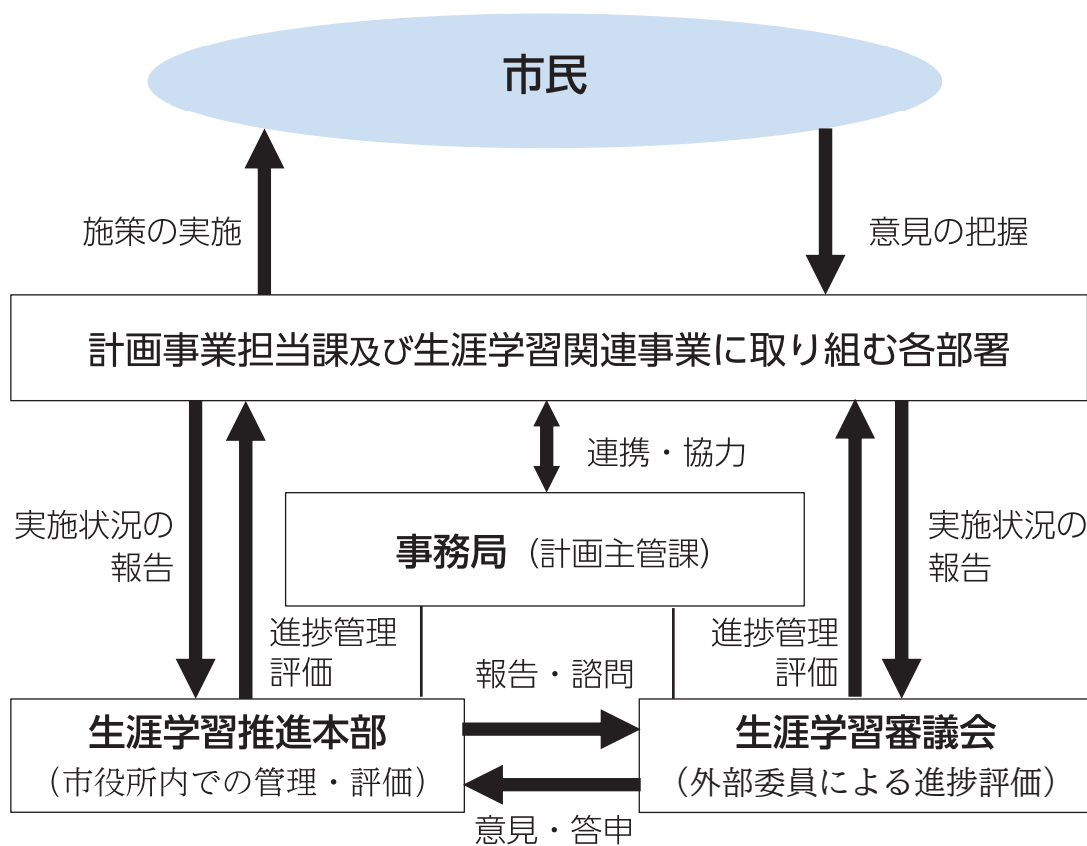 市民
施策の実施
意見の把握
計画事業担当課及び生涯学習関連事業に取り組む各部署
連携・協力
実施状況の
報告
事務局（計画主管課）
実施状況の
報告
進捗管理
評価
進捗管理
評価
報告・諮問
生涯学習推進本部
（市役所内での管理・評価）
生涯学習審議会
（外部委員による進捗評価）
意見・答申